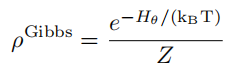 ρ^Gibbs = e^{-H_θ/(k_B T)} / Z